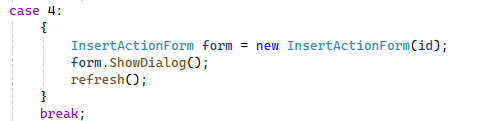 case 4:
{
InsertActionForm form = new InsertActionForm(id);
form.ShowDialog();
refresh();
}
break;